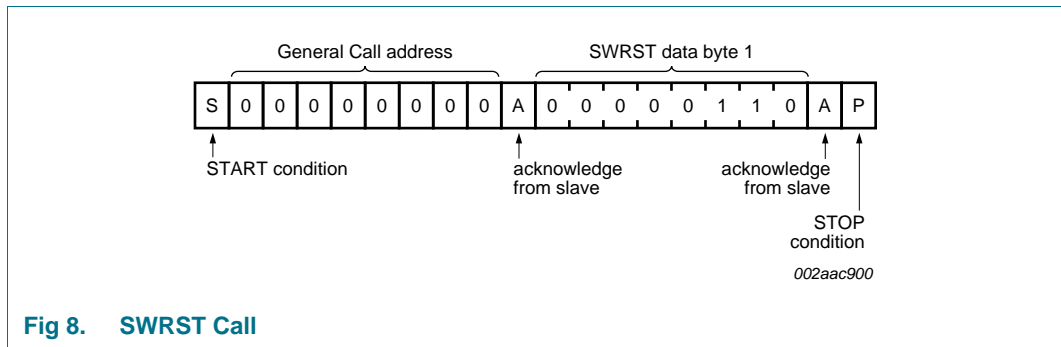 General Call address SWRST data byte 1
S 0 0 0 0 0 0 0 0 A 0 0 0 0 0 1 1 0 A P
START condition acknowledge from slave acknowledge from slave
STOP condition
002aac900
Fig 8. SWRST Call